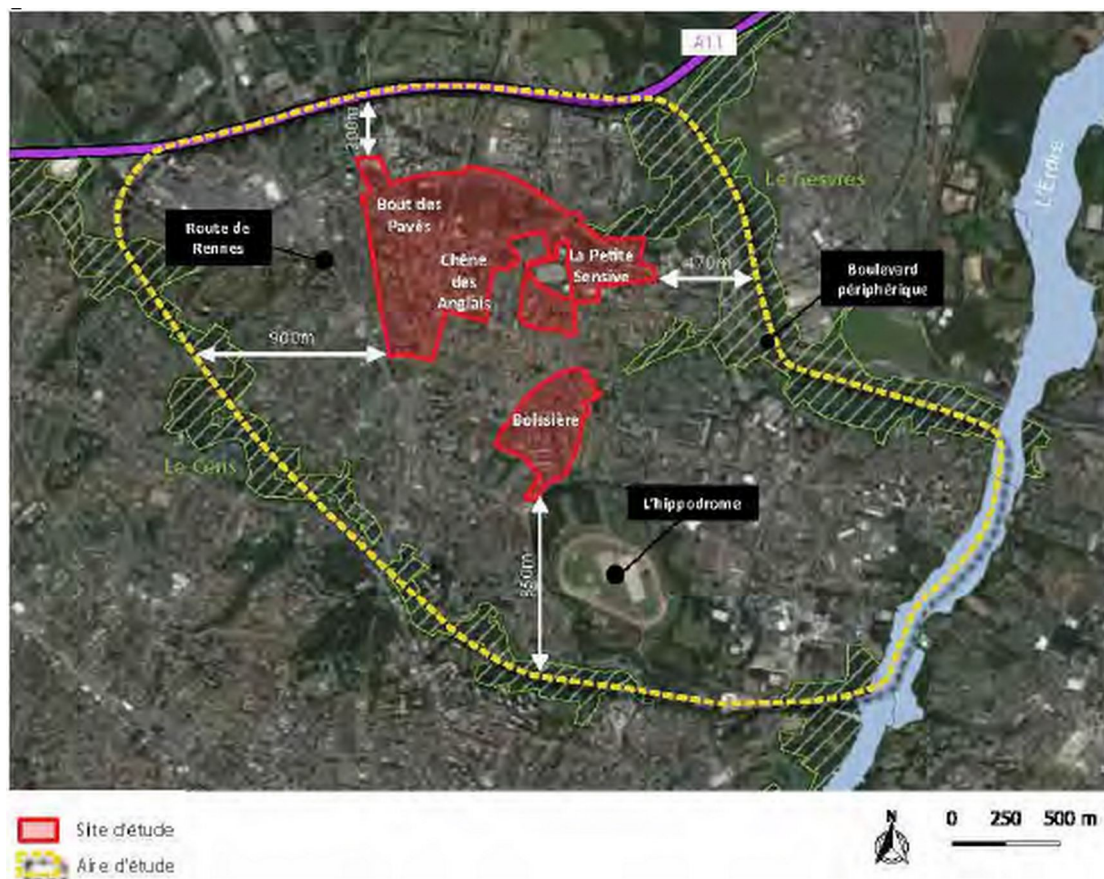 A11
L'Erdre
Le Gesvres
Bout des
Pavés
Route de
Rennes
Chêne
des
Anglais
La Petite
Sensive
470m
Boulevard
périphérique
900m
Boissière
Le Cens
L'hippodrome
850m
Site d'étude
Aire d'étude
N
0 250 500 m